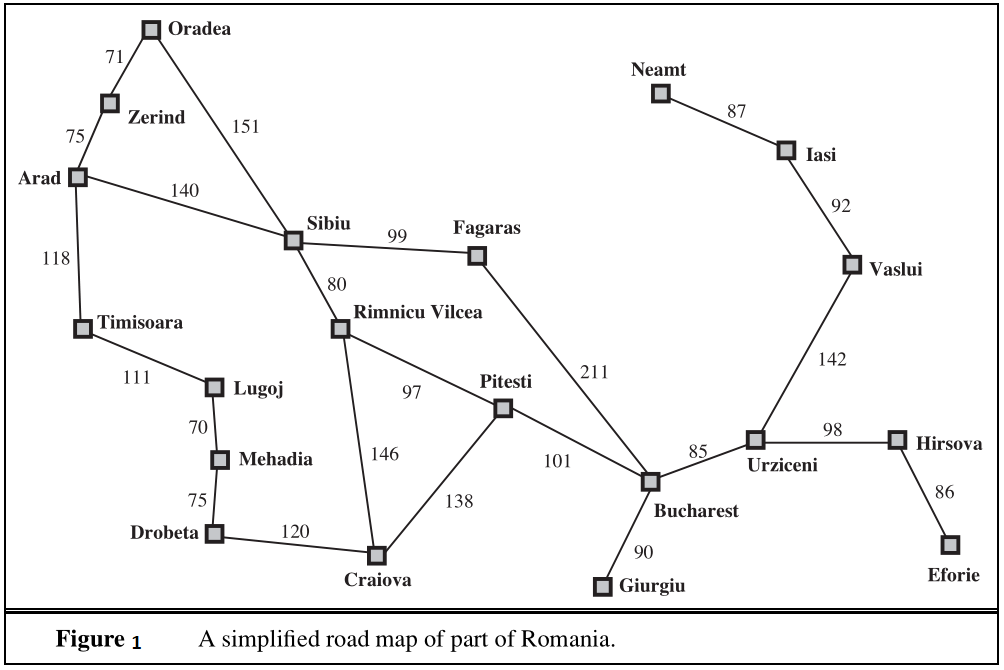 Oradea
71
Neamt
87
Zerind
151
75
Iasi
Arad
140
92
Sibiu
Fagaras
99
118
Vaslui
80
Rimnicu Vilcea
Timisoara
142
211
Pitesti
111
97
Lugoj
70
98
Hirsova
146
85
Mehadia
101
Urziceni
75
138
86
Bucharest
Drobeta
120
90
Craiova
Giurgiu
Eforie
Figure 1 A simplified road map of part of Romania.